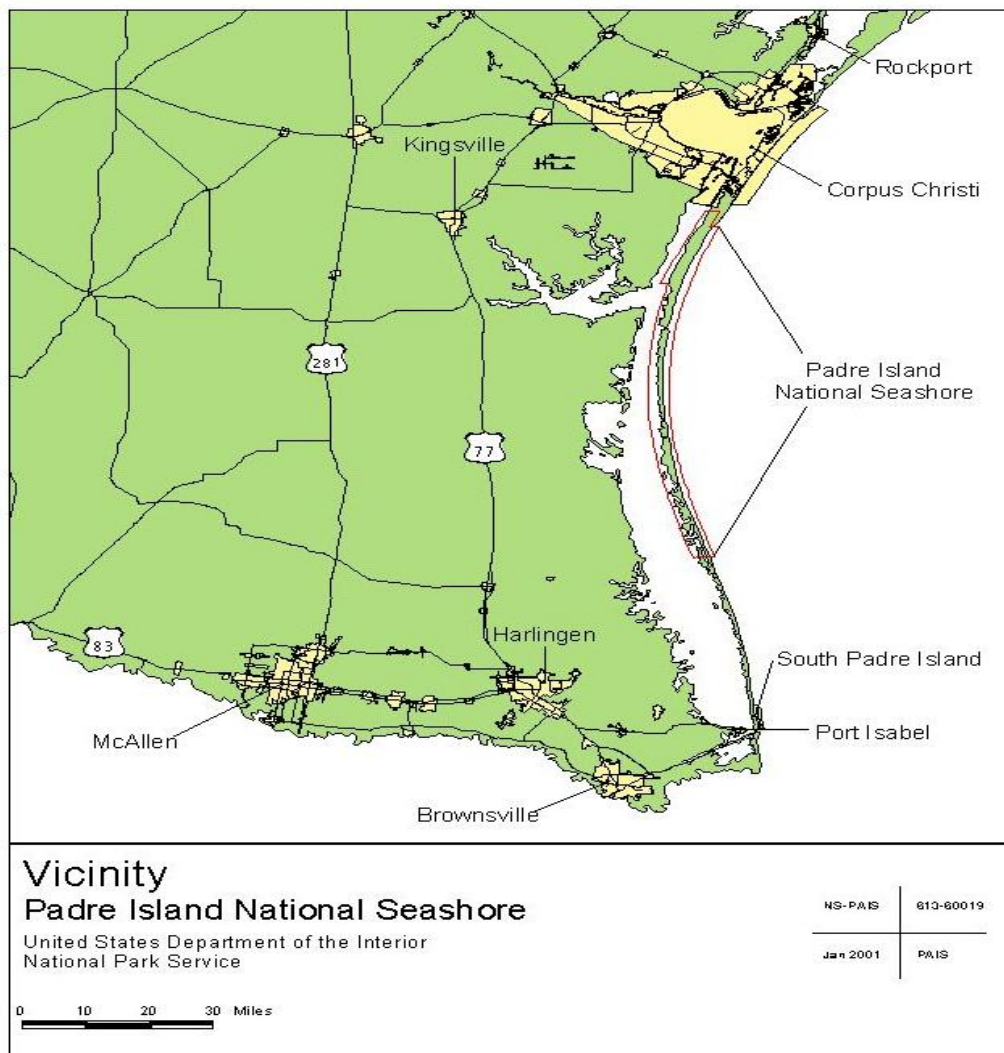 Rockport
Kingsville
Corpus Christi
281
Padre Island
National Seashore
77
Harlingen
83
South Padre Island
McAllen
Port Isabel
Brownsville
Vicinity
Padre Island National Seashore
United States Department of the Interior
National Park Service
NS-PAIS 613-60019
Jan 2001 PAIS
0 10 20 30 Miles